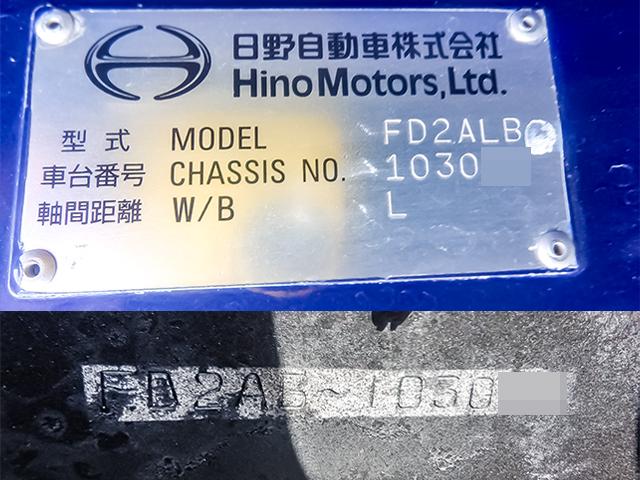 日野自動車株式会社
Hino Motors, Ltd.
型式 MODEL FD2ALB
車台番号 CHASSIS NO. 1030
軸間距離 W/B L
FD2AB-1030